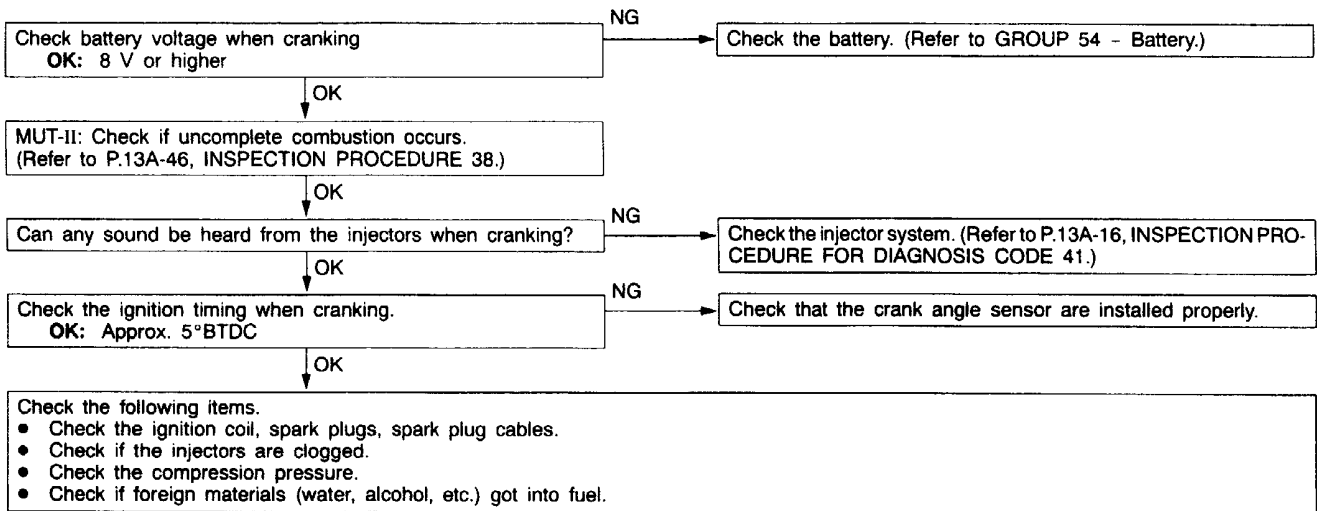 Check battery voltage when cranking
OK: 8 V or higher
NG
Check the battery. (Refer to GROUP 54 – Battery.)
OK
MUT-II: Check if uncomplete combustion occurs.
(Refer to P.13A-46, INSPECTION PROCEDURE 38.)
OK
Can any sound be heard from the injectors when cranking?
NG
Check the injector system. (Refer to P.13A-16, INSPECTION PRO-
CEDURE FOR DIAGNOSIS CODE 41.)
OK
Check the ignition timing when cranking.
OK: Approx. 5°BTDC
NG
Check that the crank angle sensor are installed properly.
OK
Check the following items.
● Check the ignition coil, spark plugs, spark plug cables.
● Check if the injectors are clogged.
● Check the compression pressure.
● Check if foreign materials (water, alcohol, etc.) got into fuel.